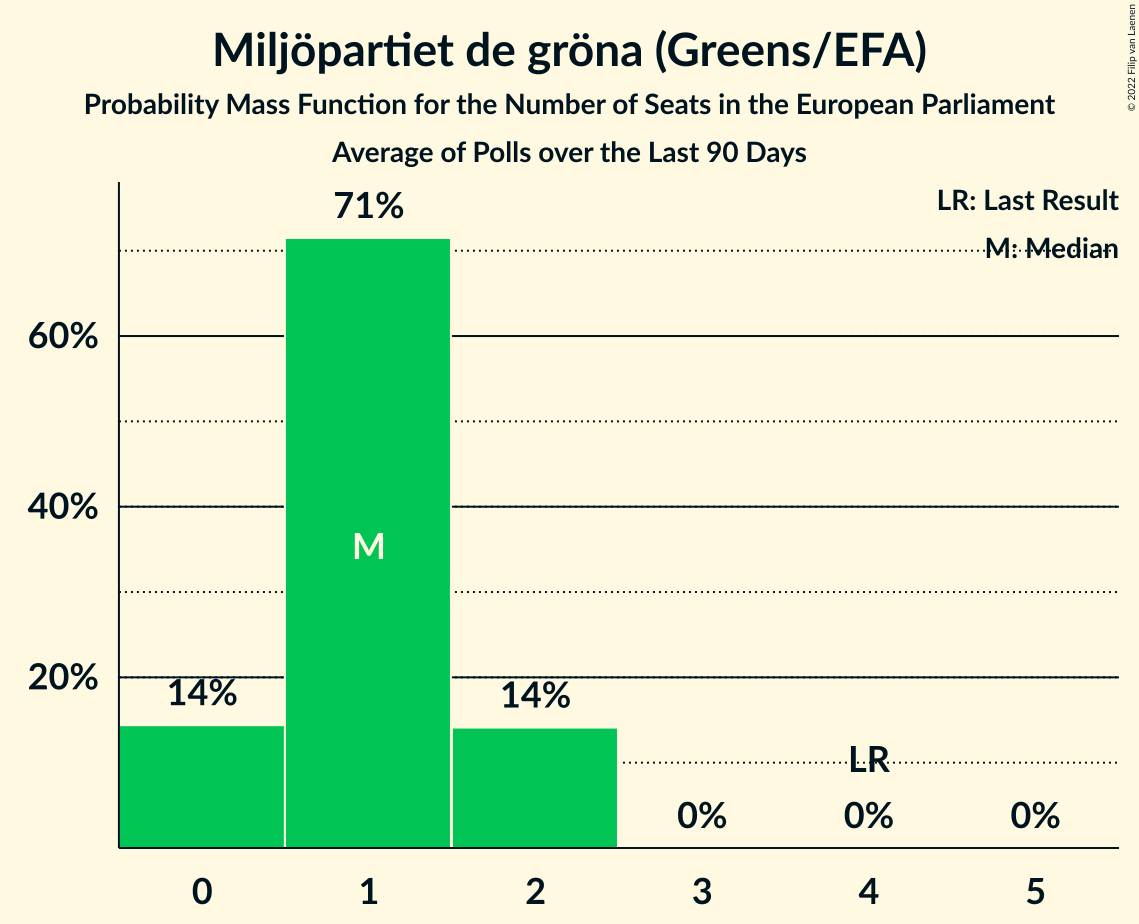 Miljöpartiet de gröna (Greens/EFA)
Probability Mass Function for the Number of Seats in the European Parliament
Average of Polls over the Last 90 Days
© 2022 Filip van Laenen
LR: Last Result
M: Median
71%
60%
40%
M
20%
14%
14%
LR
0%
0%
0%
0
1
2
3
4
5